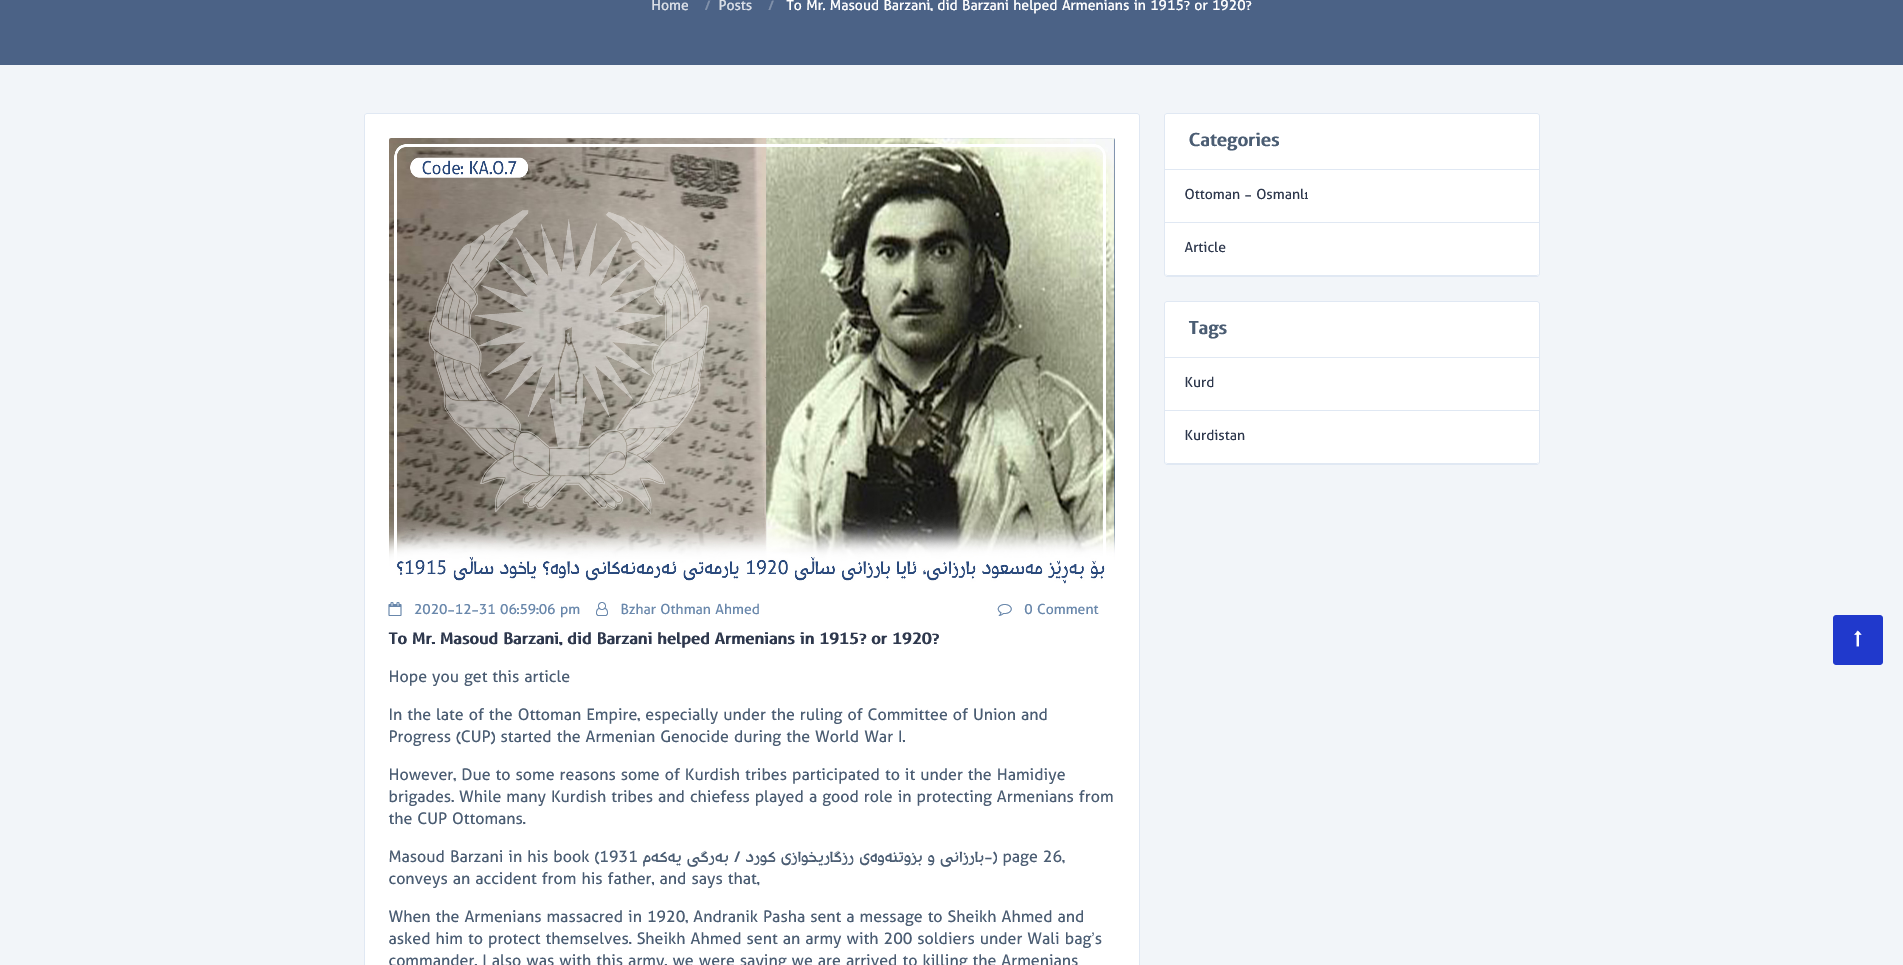 Home / Posts / To Mr. Masoud Barzani, did Barzani helped Armenians in 1915? or 1920?
Code: KA.O.7
بۆ بەڕێز مەسعود بارزانی، ئایا بارزانی ساڵی 1920 یارمەتی ئەرمەنەکانی داوە؟ یاخود ساڵی 1915؟
2020-12-31 06:59:06 pm Bzhar Othman Ahmed 0 Comment
To Mr. Masoud Barzani, did Barzani helped Armenians in 1915? or 1920?
Hope you get this article
In the late of the Ottoman Empire, especially under the ruling of Committee of Union and
Progress (CUP) started the Armenian Genocide during the World War I.
However, Due to some reasons some of Kurdish tribes participated to it under the Hamidiye
brigades. While many Kurdish tribes and chiefess played a good role in protecting Armenians from
the CUP Ottomans.
Masoud Barzani in his book (1931 بارزانی و بزوتنەوەی رزگاریخوازی کورد / بەرگی یەکەم-) page 26,
conveys an accident from his father, and says that,
When the Armenians massacred in 1920, Andranik Pasha sent a message to Sheikh Ahmed and
asked him to protect themselves. Sheikh Ahmed sent an army with 200 soldiers under Wali bag's
commander. I also was with this army, we were saying we are arrived to killing the Armenians
Categories
Ottoman - Osmanlı
Article
Tags
Kurd
Kurdistan